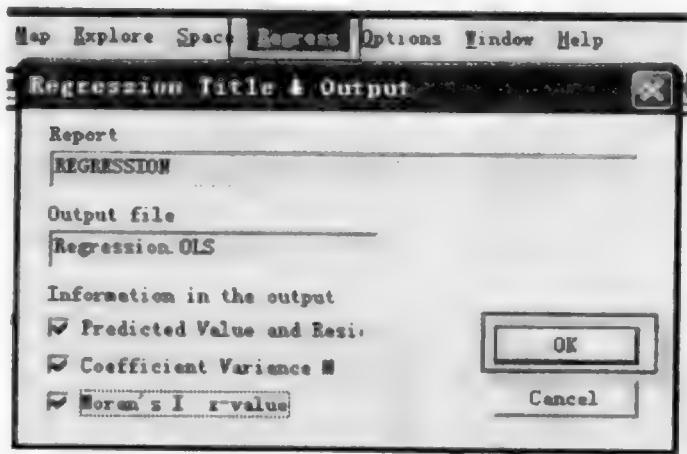 Map Explore Space Regress Options Window Help
Regression Title & Output
Report
REGRESSION
Output file
Regression.OLS
Information in the output
Predicted Value and Resi
Coefficient Variance M
Moran's I z-value
OK
Cancel